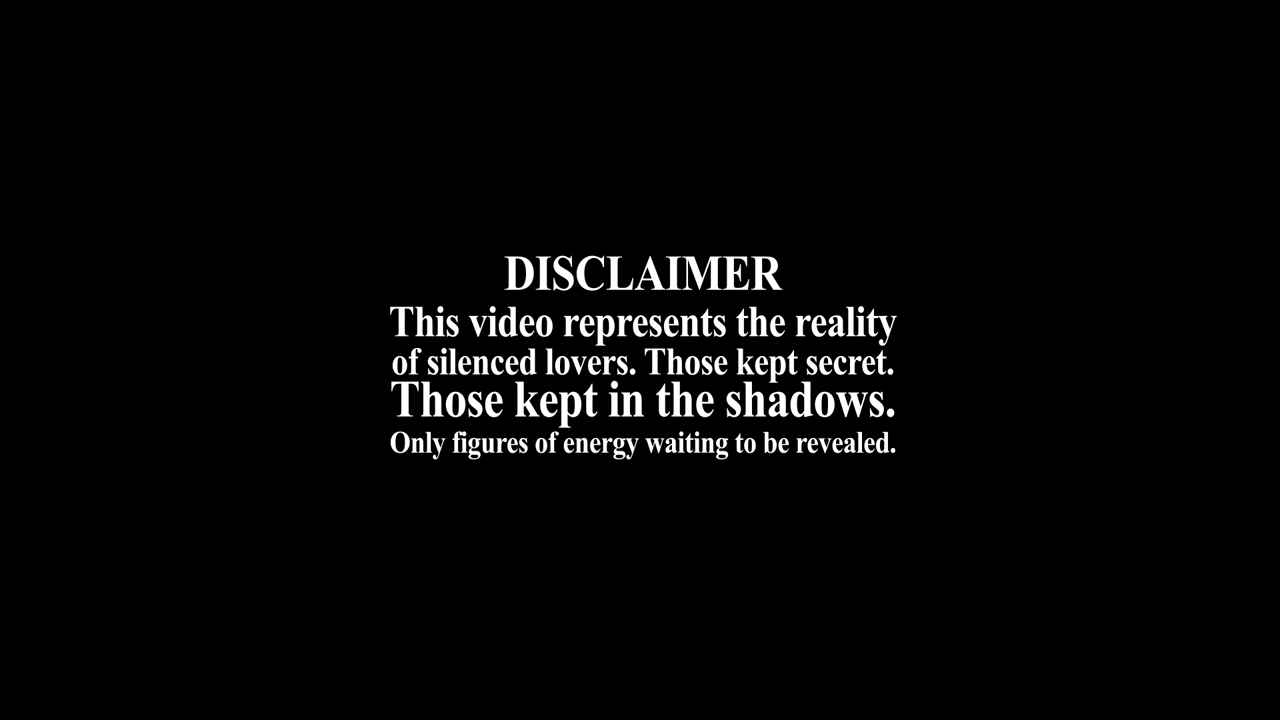 DISCLAIMER
This video represents the reality
of silenced lovers. Those kept secret.
Those kept in the shadows.
Only figures of energy waiting to be revealed.